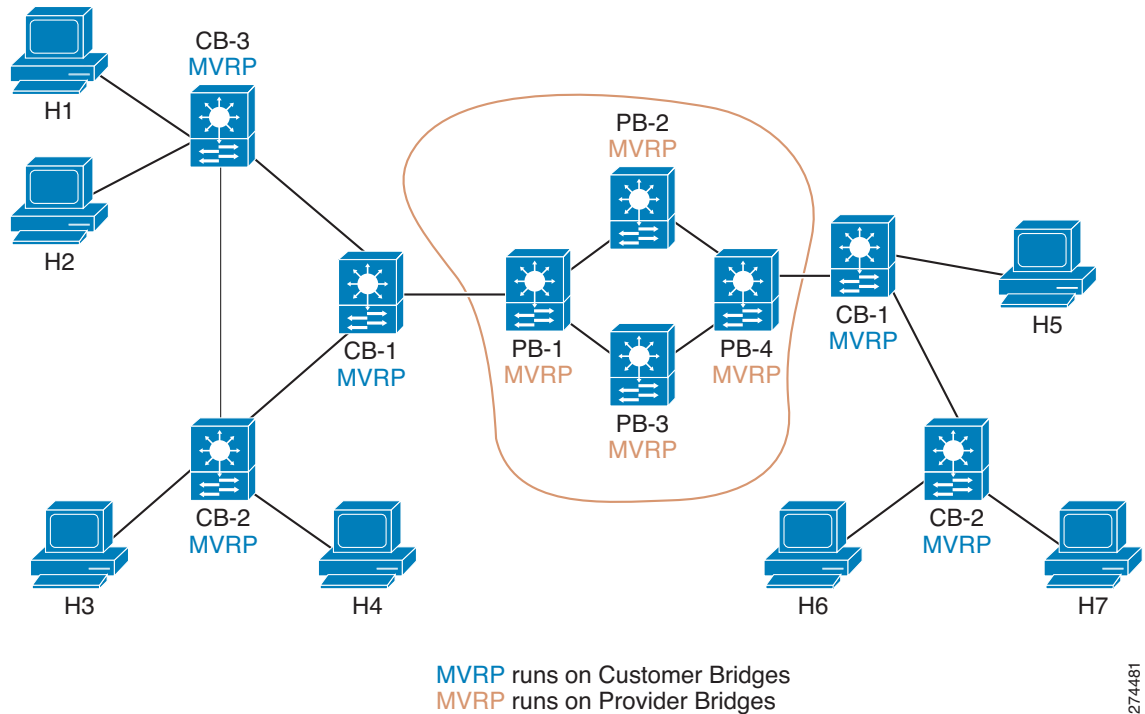 CB-3
MVRP
H1
H2
PB-2
MVRP
CB-1
MVRP
PB-1
MVRP
PB-3
MVRP
PB-4
MVRP
CB-1
MVRP
H5
CB-2
MVRP
H3
H4
CB-2
MVRP
H6
H7
MVRP runs on Customer Bridges
MVRP runs on Provider Bridges
274481